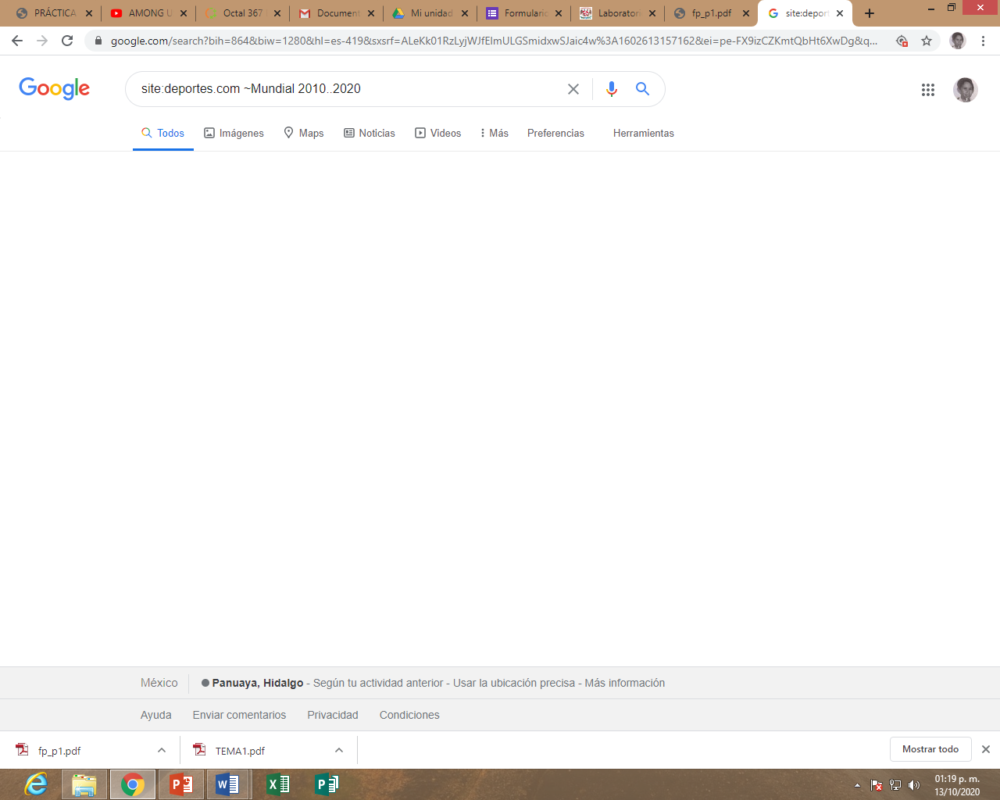 PRÁCTICA
AMONG U
Octal 367
Document
Mi unidad
Formulario
Laboratori
fp_p1.pdf
site:deport
google.com/search?bih=864&biw=1280&hl=es-419&sxsrf=ALeKk01RzLyjWJfElmULGSmidxwSJaic4w%3A1602613157162&ei=pe-FX9izCZKmtQbHt6XwDg&q...
Google
site:deportes.com ~Mundial 2010..2020
Todos
Imágenes
Maps
Noticias
Videos
Más
Preferencias
Herramientas
México
Panuaya, Hidalgo - Según tu actividad anterior - Usar la ubicación precisa - Más información
Ayuda
Enviar comentarios
Privacidad
Condiciones
fp_p1.pdf
TEMA1.pdf
Mostrar todo
01:19 p. m.
13/10/2020